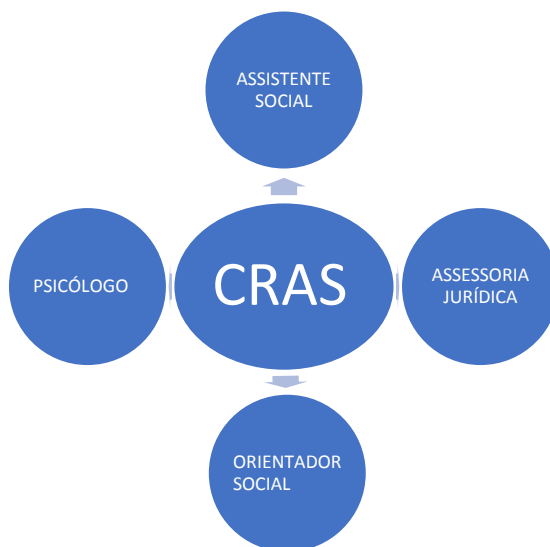 ASSISTENTE
SOCIAL
PSICÓLOGO
CRAS
ASSESSORIA
JURÍDICA
ORIENTADOR
SOCIAL